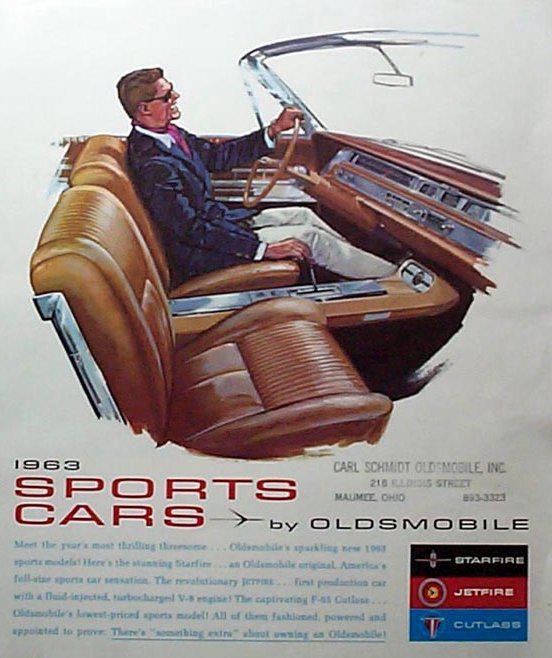 1963
SPORTS
CARS by OLDSMOBILE
CARL SCHMIDT OLDSMOBILE, INC.
216 ILLINOIS STREET
MAUMEE, OHIO 893-3323
Meet the year's most thrilling threesome . . . Oldsmobile's sparkling new 1963
sports models! Here's the stunning Starfire . . . an Oldsmobile original, America's
full-size sports car sensation. The revolutionary JETFIRE . . . first production car
with a fluid-injected, turbocharged V-8 engine! The captivating F-85 Cutlass . . .
Oldsmobile's lowest-priced sports model! All of them fashioned, powered and
appointed to prove: There's "something extra" about owning an Oldsmobile!
STARFIRE
JETFIRE
CUTLASS